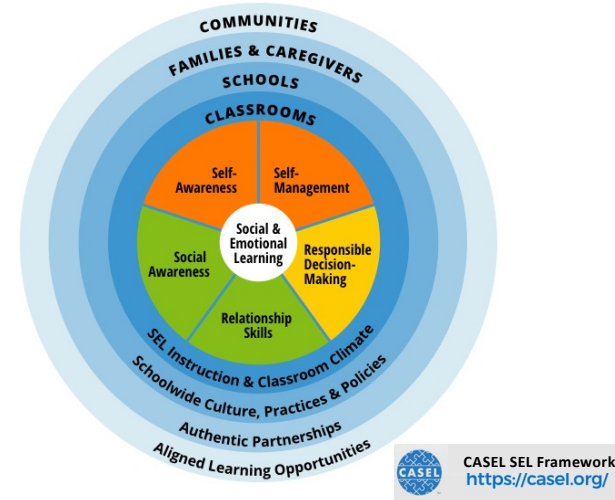 COMMUNITIES
FAMILIES & CAREGIVERS
SCHOOLS
CLASSROOMS
Self-
Awareness
Self-
Management
Social
Awareness
Social &
Emotional
Learning
Responsible
Decision-
Making
Relationship
Skills
SEL Instruction & Classroom Climate
Schoolwide Culture, Practices & Policies
Authentic Partnerships
Aligned Learning Opportunities
CASEL
CASEL SEL Framework
https://casel.org/